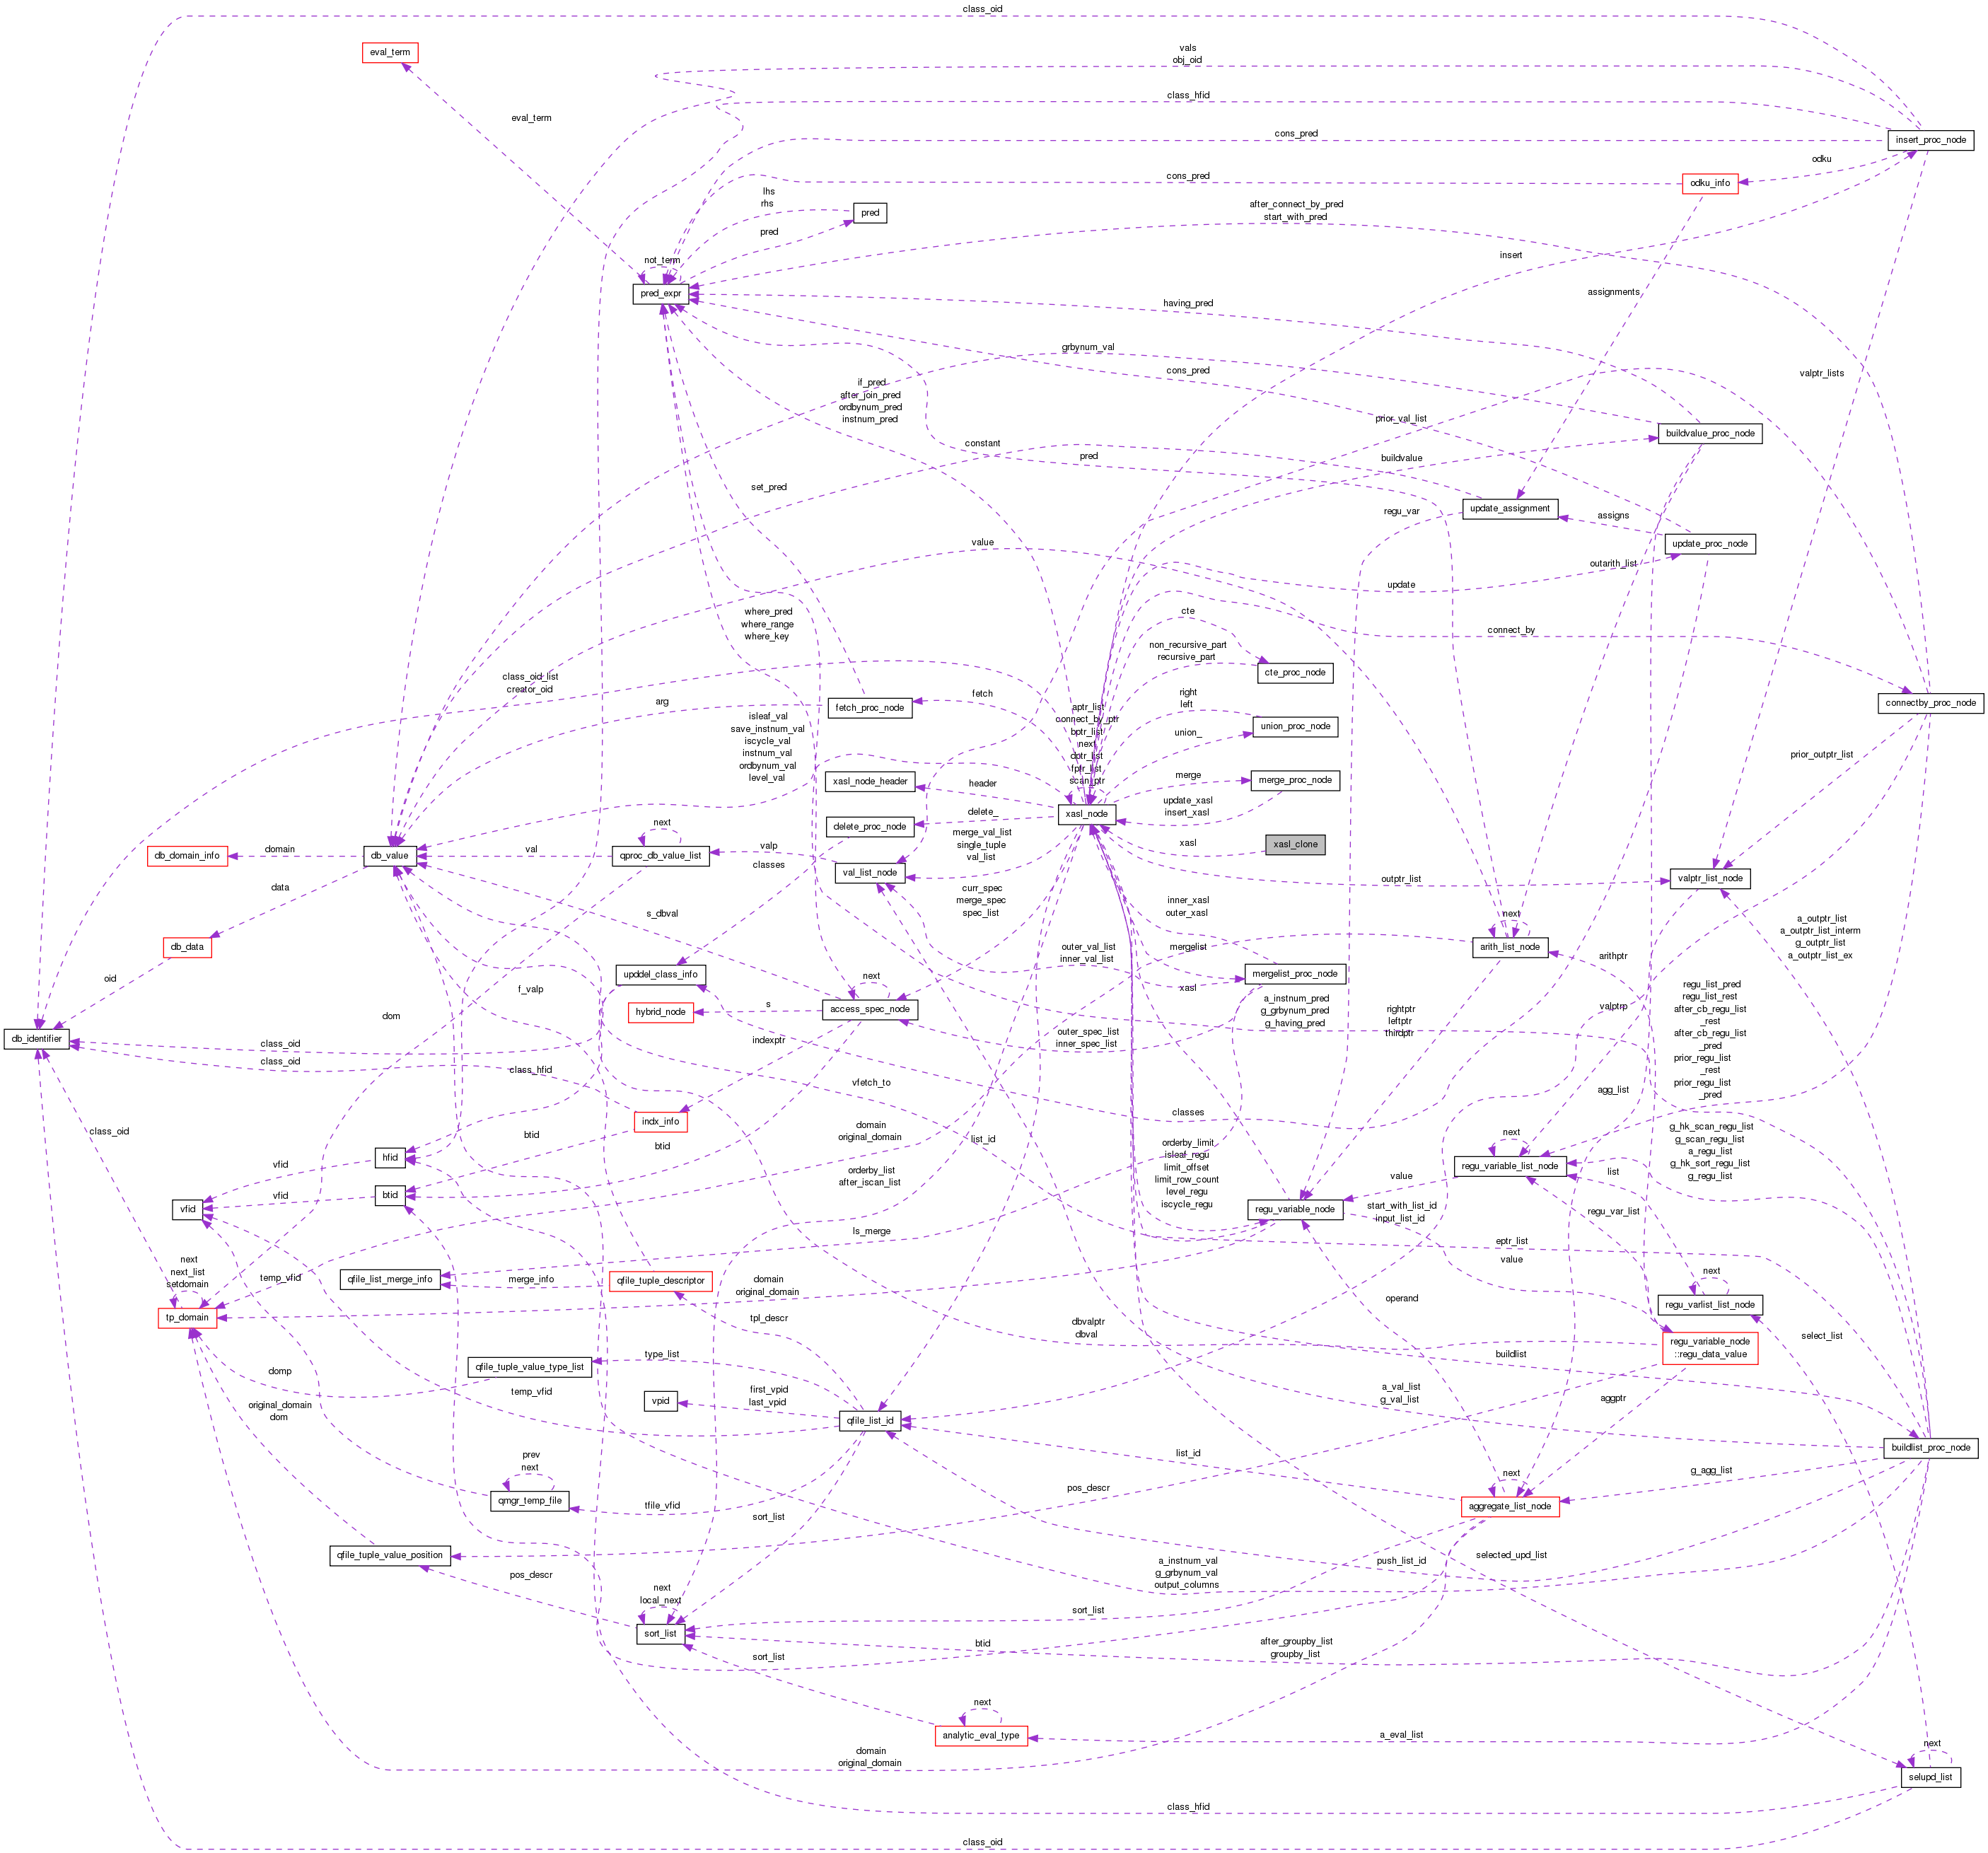 class_oid
eval_term
vals
obj_oid
class_hfid
eval_term
cons_pred
insert_proc_node
odku
cons_pred
odku_info
lhs
rhs
pred
after_connect_by_pred
start_with_pred
pred
not_term
insert
pred_expr
assignments
having_pred
grbynum_val
cons_pred
valptr_lists
if_pred
after_join_pred
ordbynum_pred
instnum_pred
prior_val_list
buildvalue_proc_node
constant
pred
buildvalue
set_pred
regu_var
update_assignment
assigns
update_proc_node
value
outarith_list
update
where_pred
where_range
where_key
cte
connect_by
non_recursive_part
recursive_part
cte_proc_node
class_oid_list
creator_oid
arg
fetch_proc_node
fetch
right
left
connectby_proc_node
isleaf_val
save_instnum_val
iscycle_val
instnum_val
ordbynum_val
level_val
aptr_list
connect_by_ptr
bptr_list
next
dptr_list
fptr_list
scan_ptr
union_
union_proc_node
prior_outptr_list
xasl_node_header
header
merge
merge_proc_node
update_xasl
insert_xasl
xasl_node
delete_proc_node
delete_
next
merge_val_list
single_tuple
val_list
xasl
xasl_clone
db_domain_info
domain
db_value
val
qproc_db_value_list
valp
classes
val_list_node
outptr_list
valptr_list_node
data
curr_spec
merge_spec
spec_list
inner_xasl
outer_xasl
s_dbval
next
a_outptr_list
a_outptr_list_interm
g_outptr_list
a_outptr_list_ex
db_data
arith_list_node
oid
outer_val_list
inner_val_list
mergelist
arithptr
upddel_class_info
next
mergelist_proc_node
f_valp
xasl
regu_list_pred
regu_list_rest
after_cb_regu_list
_rest
after_cb_regu_list
_pred
prior_regu_list
_rest
prior_regu_list
_pred
dom
hybrid_node
s
access_spec_node
a_instnum_pred
g_grbynum_pred
g_having_pred
rightptr
leftptr
thirdptr
valptrp
db_identifier
class_oid
indexptr
outer_spec_list
inner_spec_list
class_oid
class_hfid
vfetch_to
agg_list
classes
indx_info
class_oid
btid
domain
original_domain
list_id
g_hk_scan_regu_list
g_scan_regu_list
a_regu_list
g_hk_sort_regu_list
g_regu_list
btid
hfid
vfid
orderby_limit
isleaf_regu
limit_offset
limit_row_count
level_regu
iscycle_regu
next
regu_variable_list_node
list
orderby_list
after_iscan_list
btid
vfid
value
vfid
regu_variable_node
start_with_list_id
input_list_id
regu_var_list
ls_merge
eptr_list
next
next_list
setdomain
temp_vfid
qfile_list_merge_info
merge_info
qfile_tuple_descriptor
domain
original_domain
value
next
operand
regu_varlist_list_node
tp_domain
tpl_descr
dbvalptr
dbval
select_list
regu_variable_node
::regu_data_value
type_list
qfile_tuple_value_type_list
buildlist
domp
temp_vfid
vpid
first_vpid
last_vpid
a_val_list
g_val_list
aggptr
original_domain
dom
qfile_list_id
buildlist_proc_node
prev
next
list_id
g_agg_list
next
qmgr_temp_file
tfile_vfid
pos_descr
aggregate_list_node
sort_list
qfile_tuple_value_position
a_instnum_val
g_grbynum_val
output_columns
push_list_id
selected_upd_list
pos_descr
next
local_next
sort_list
sort_list
btid
after_groupby_list
groupby_list
sort_list
next
next
analytic_eval_type
a_eval_list
domain
original_domain
selupd_list
class_hfid
class_oid